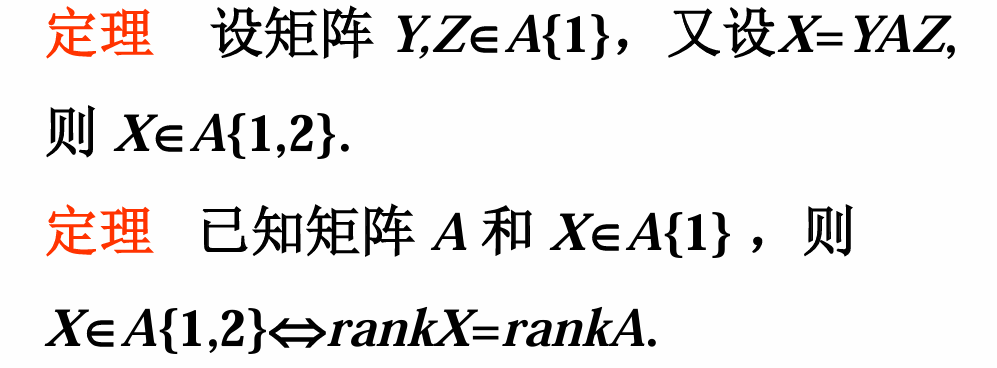 定理 设矩阵 Y,Z∈A{1}，又设X=YAZ,
则 X∈A{1,2}.
定理 已知矩阵 A 和 X∈A{1} ，则
X∈A{1,2}⇔rankX=rankA.